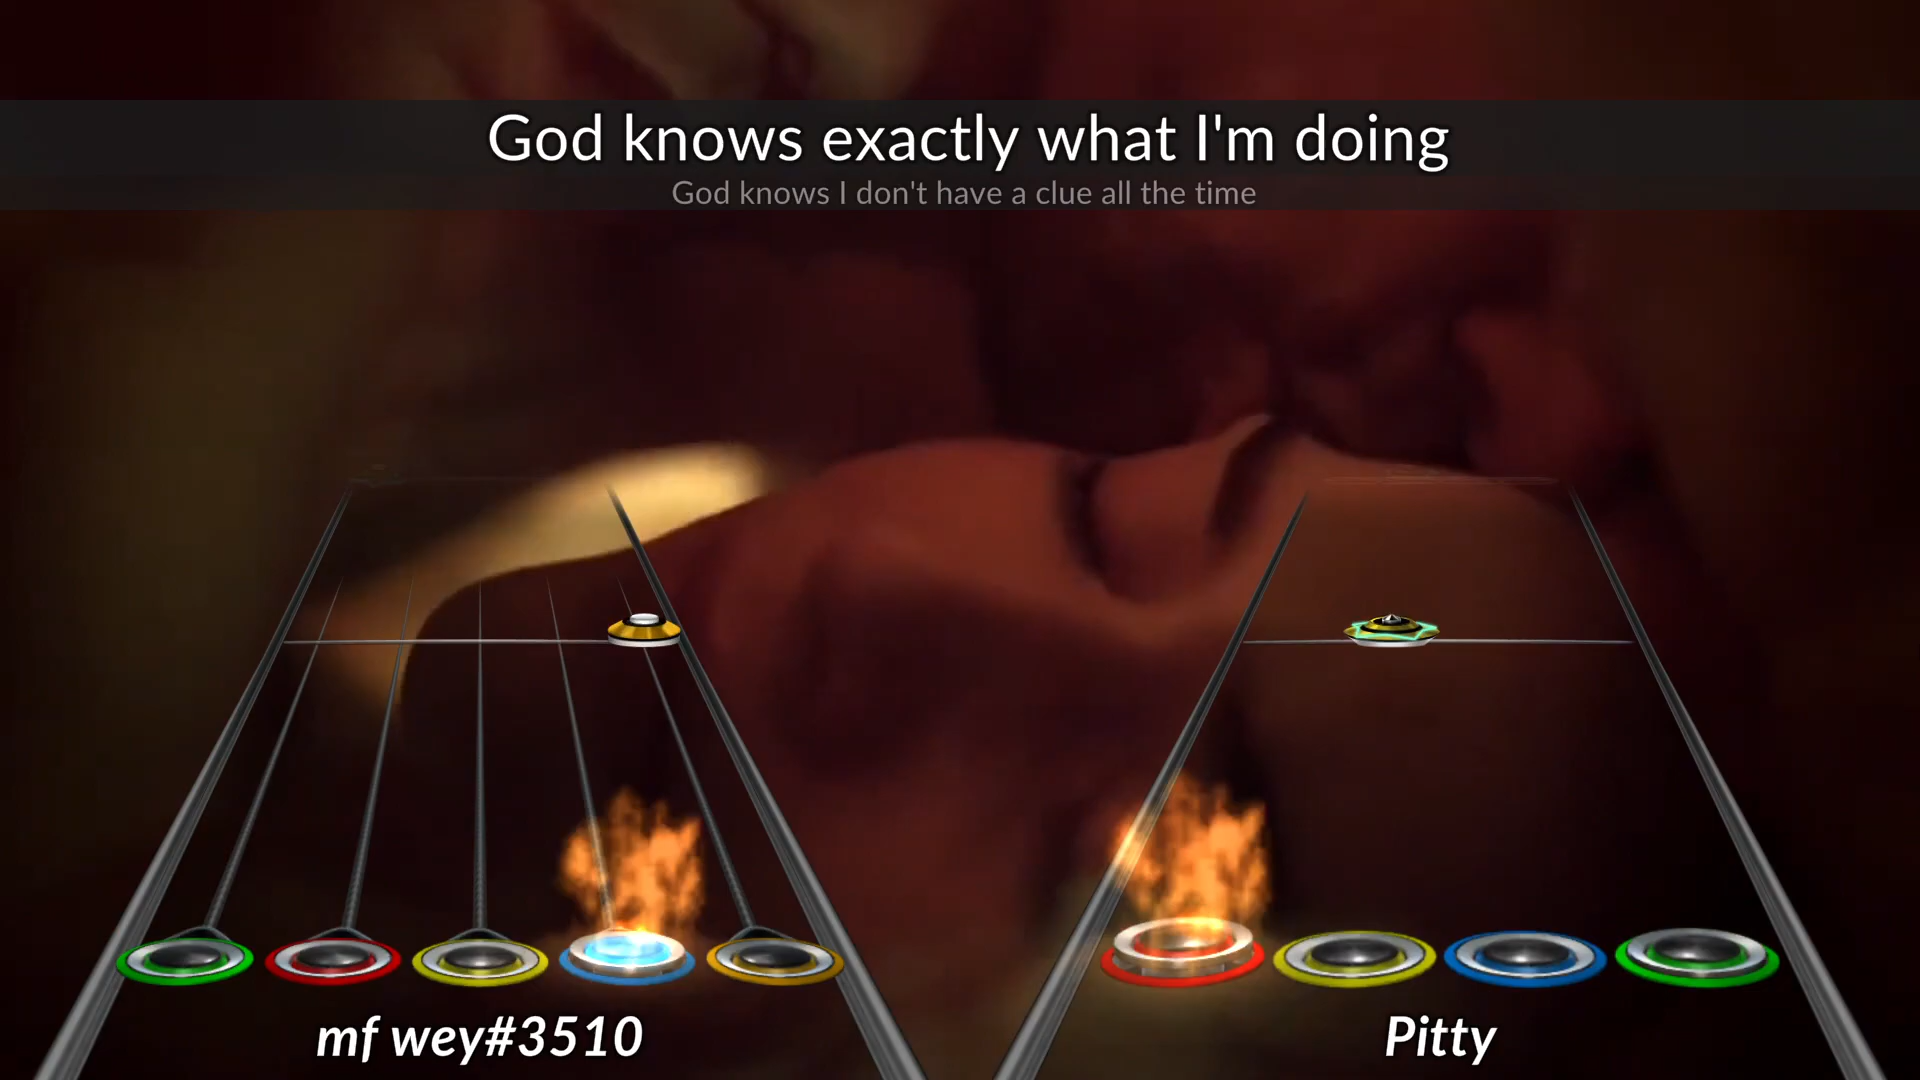 God knows exactly what I'm doing
God knows I don't have a clue all the time
mf wey#3510
Pitty